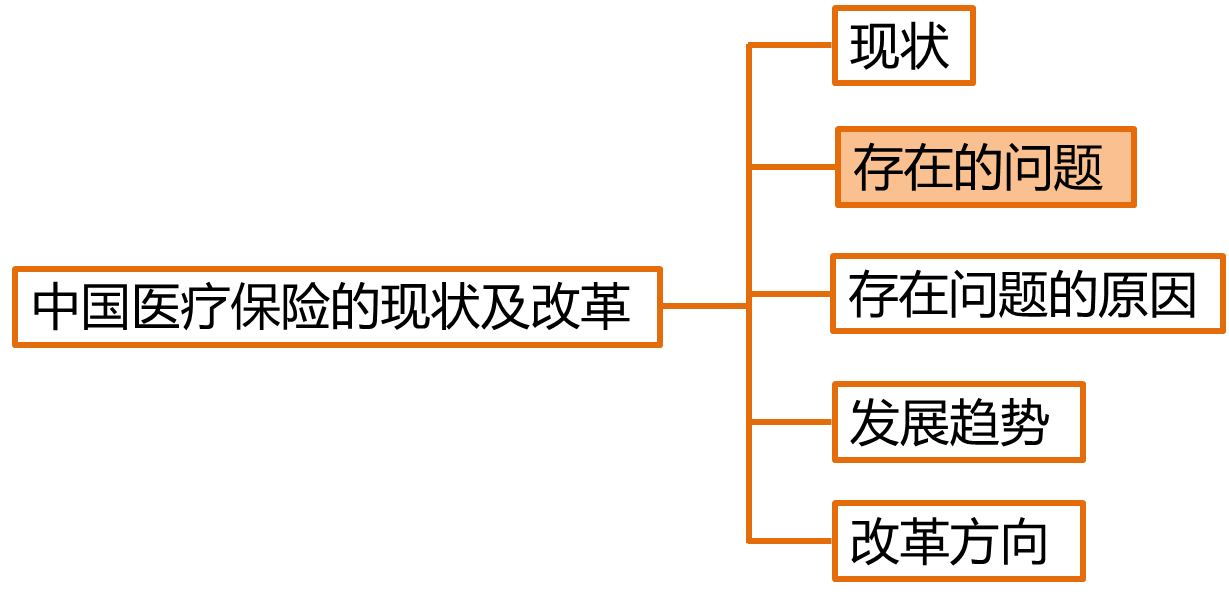 现状
存在的问题
中国医疗保险的现状及改革
存在问题的原因
发展趋势
改革方向